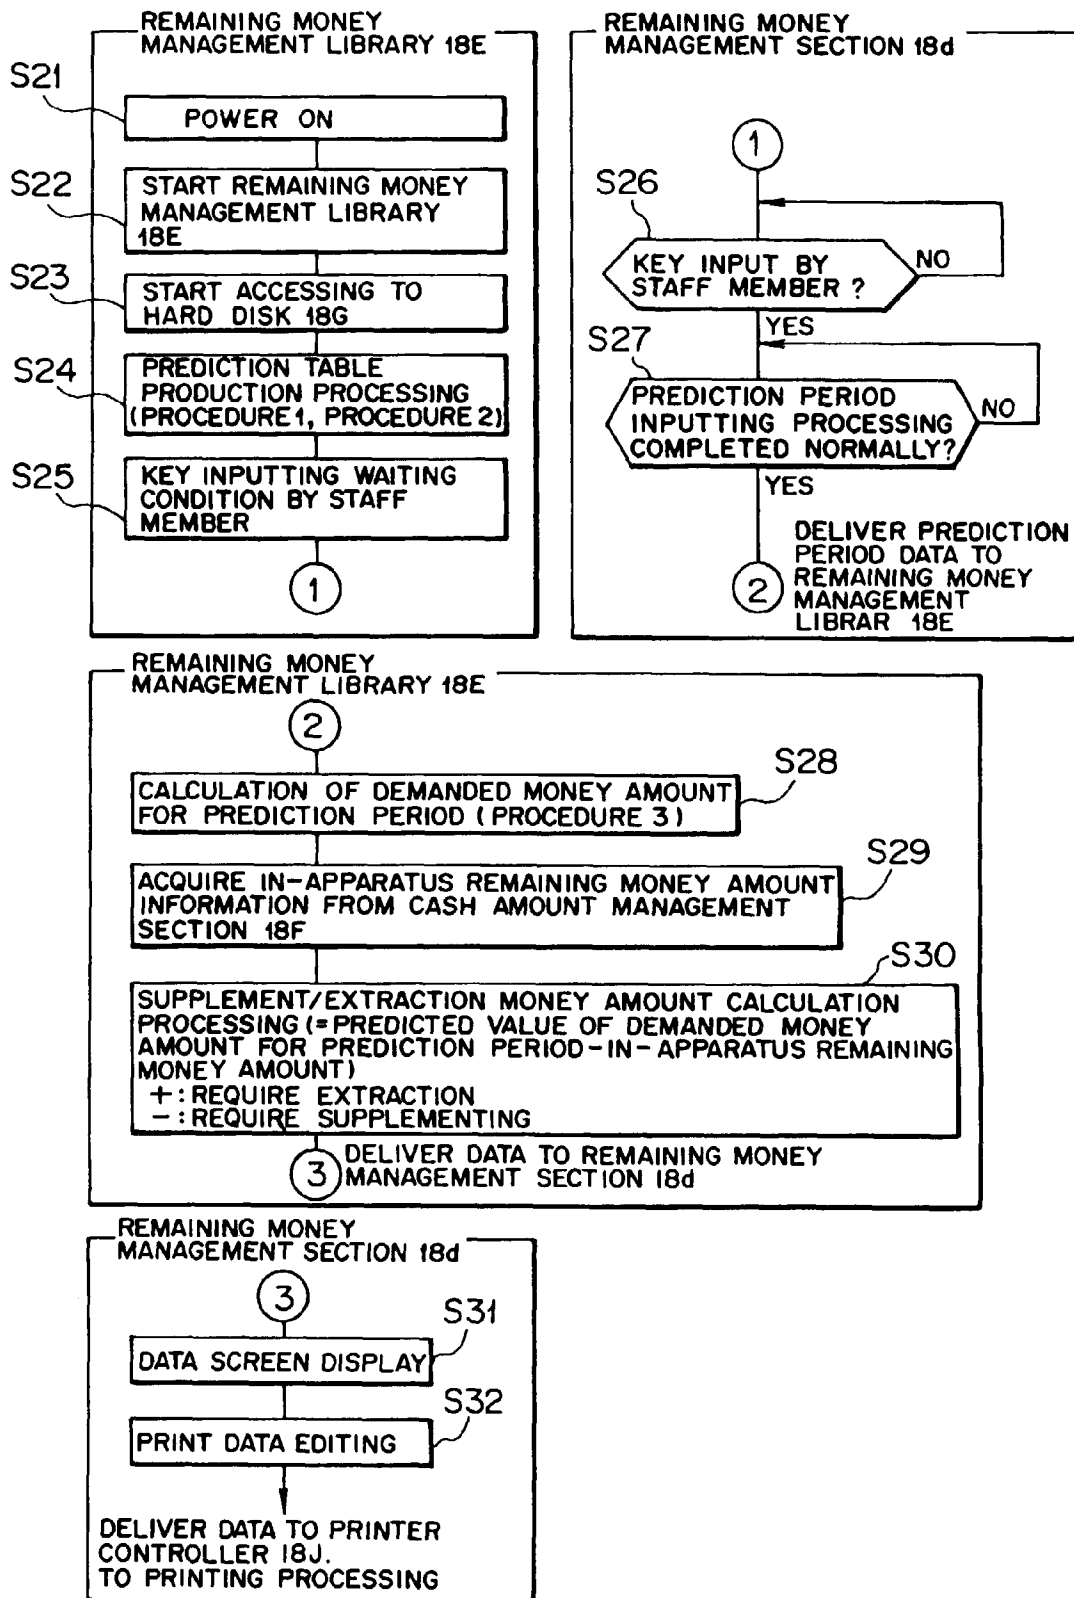 REMAINING MONEY
MANAGEMENT LIBRARY 18E
S21
POWER ON
S22
START REMAINING MONEY
MANAGEMENT LIBRARY
18E
S23
START ACCESSING TO
HARD DISK 18G
S24
PREDICTION TABLE
PRODUCTION PROCESSING
(PROCEDURE 1, PROCEDURE 2)
S25
KEY INPUTTING WAITING
CONDITION BY STAFF
MEMBER
1
REMAINING MONEY
MANAGEMENT SECTION 18d
1
S26
KEY INPUT BY
STAFF MEMBER ?
NO
YES
S27
PREDICTION PERIOD
INPUTTING PROCESSING
COMPLETED NORMALLY?
NO
YES
2
DELIVER PREDICTION
PERIOD DATA TO
REMAINING MONEY
MANAGEMENT
LIBRAR 18E
REMAINING MONEY
MANAGEMENT LIBRARY 18E
2
S28
CALCULATION OF DEMANDED MONEY AMOUNT
FOR PREDICTION PERIOD (PROCEDURE 3)
S29
ACQUIRE IN-APPARATUS REMAINING MONEY AMOUNT
INFORMATION FROM CASH AMOUNT MANAGEMENT
SECTION 18F
S30
SUPPLEMENT/EXTRACTION MONEY AMOUNT CALCULATION
PROCESSING (=PREDICTED VALUE OF DEMANDED MONEY
AMOUNT FOR PREDICTION PERIOD-IN-APPARATUS REMAINING
MONEY AMOUNT)
+:REQUIRE EXTRACTION
-:REQUIRE SUPPLEMENTING
3
DELIVER DATA TO REMAINING MONEY
MANAGEMENT SECTION 18d
REMAINING MONEY
MANAGEMENT SECTION 18d
3
S31
DATA SCREEN DISPLAY
S32
PRINT DATA EDITING
DELIVER DATA TO PRINTER
CONTROLLER 18J.
TO PRINTING PROCESSING